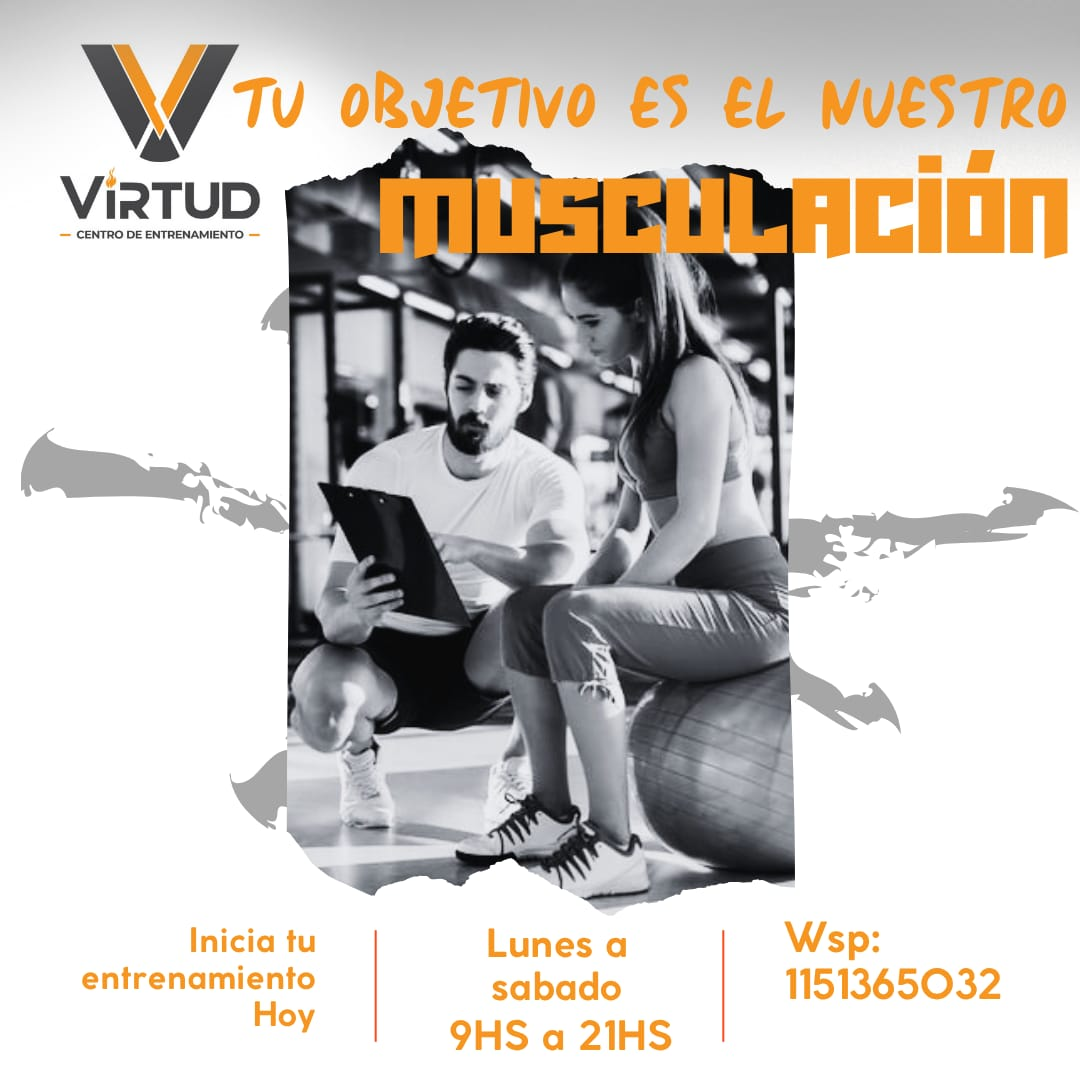 TU OBJETIVO ES EL NUESTRO
VIRTUD
CENTRO DE ENTRENAMIENTO
MUSCULACIÓN
Inicia tu
entrenamiento
Hoy
Lunes a
sabado
9HS a 21HS
Wsp:
1151365032